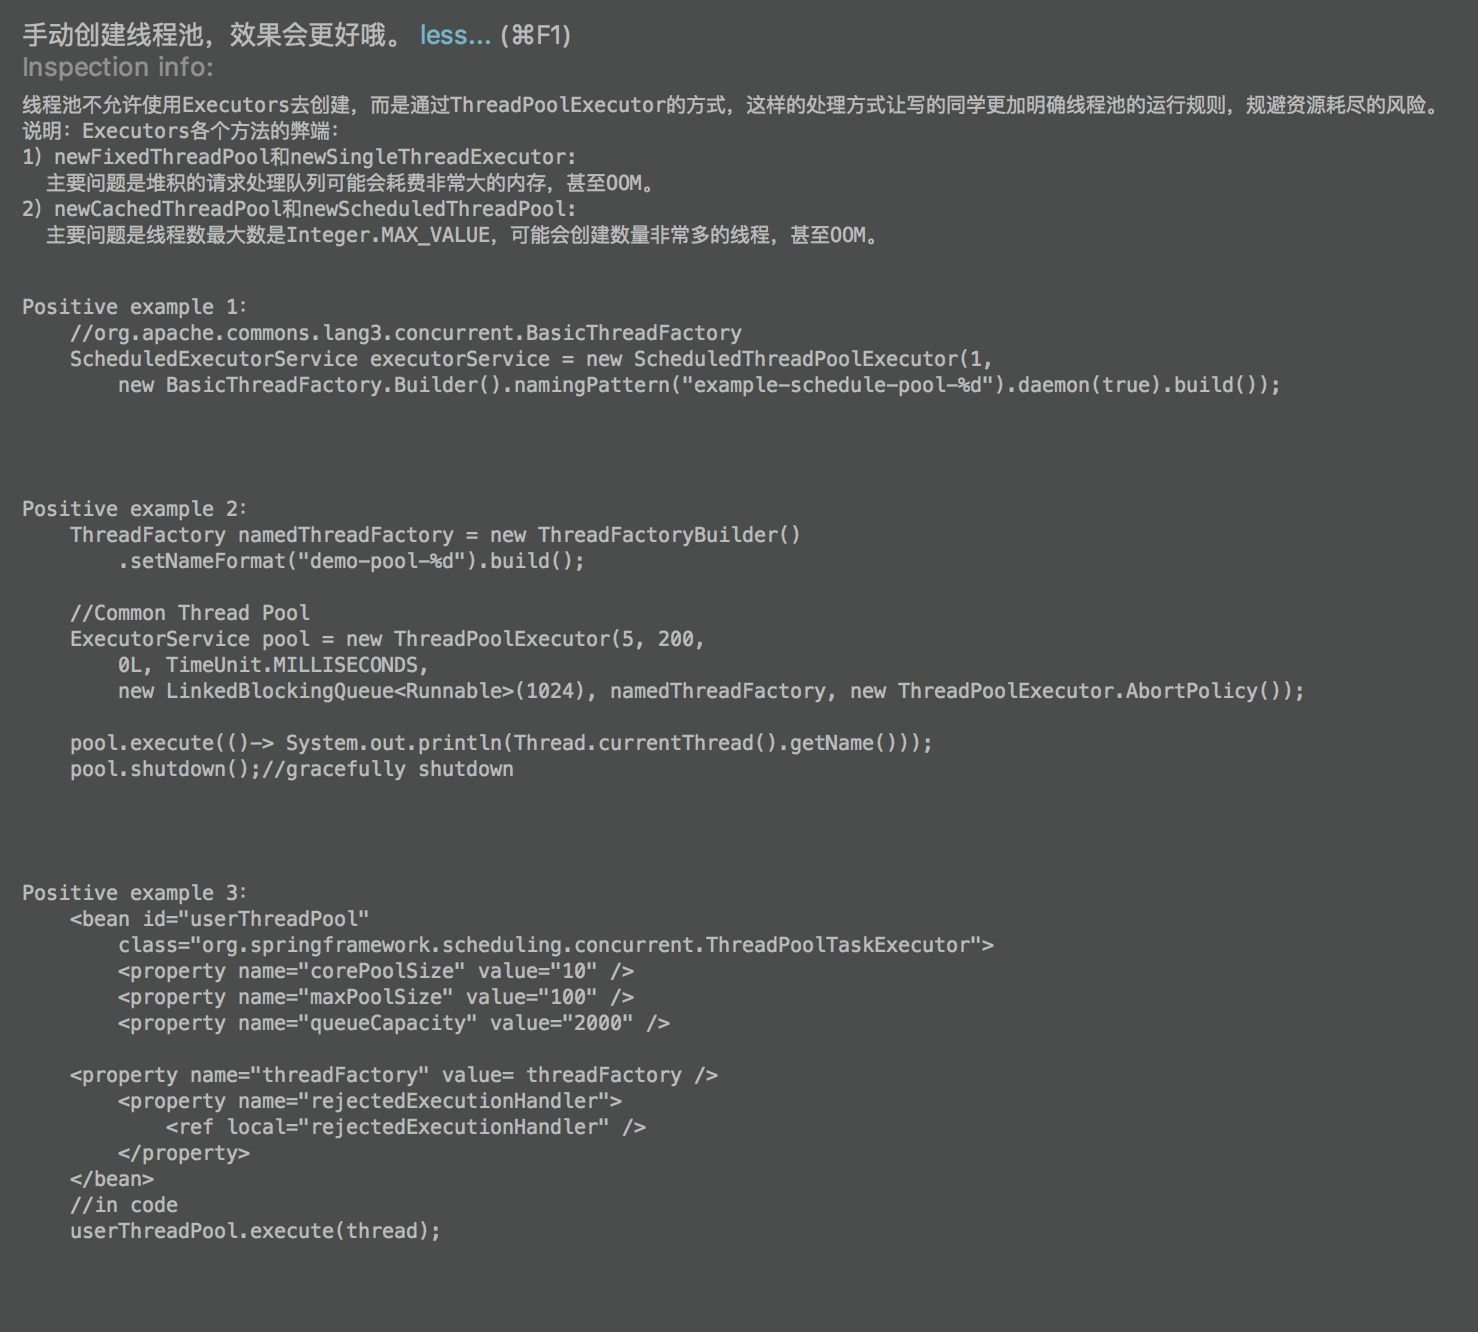 手动创建线程池，效果会更好哦。 less... (⌘F1)
Inspection info:
线程池不允许使用Executors去创建，而是通过ThreadPoolExecutor的方式，这样的处理方式让写的同学更加明确线程池的运行规则，规避资源耗尽的风险。
说明：Executors各个方法的弊端：
1）newFixedThreadPool和newSingleThreadExecutor:
主要问题是堆积的请求处理队列可能会耗费非常大的内存，甚至OOM。
2）newCachedThreadPool和newScheduledThreadPool:
主要问题是线程数最大数是Integer.MAX_VALUE，可能会创建数量非常多的线程，甚至OOM。
Positive example 1：
//org.apache.commons.lang3.concurrent.BasicThreadFactory
ScheduledExecutorService executorService = new ScheduledThreadPoolExecutor(1,
new BasicThreadFactory.Builder().namingPattern("example-schedule-pool-%d").daemon(true).build());
Positive example 2：
ThreadFactory namedThreadFactory = new ThreadFactoryBuilder()
.setNameFormat("demo-pool-%d").build();
//Common Thread Pool
ExecutorService pool = new ThreadPoolExecutor(5, 200,
0L, TimeUnit.MILLISECONDS,
new LinkedBlockingQueue<Runnable>(1024), namedThreadFactory, new ThreadPoolExecutor.AbortPolicy());
pool.execute(()-> System.out.println(Thread.currentThread().getName()));
pool.shutdown();//gracefully shutdown
Positive example 3：
<bean id="userThreadPool"
class="org.springframework.scheduling.concurrent.ThreadPoolTaskExecutor">
<property name="corePoolSize" value="10" />
<property name="maxPoolSize" value="100" />
<property name="queueCapacity" value="2000" />
<property name="threadFactory" value= threadFactory />
<property name="rejectedExecutionHandler">
<ref local="rejectedExecutionHandler" />
</property>
</bean>
//in code
userThreadPool.execute(thread);